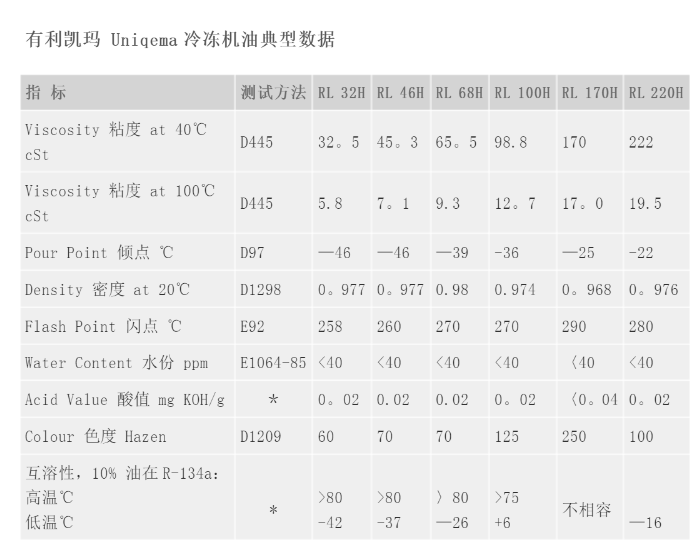 有利凯玛 Uniqema 冷冻机油典型数据
指 标 测试方法 RL 32H RL 46H RL 68H RL 100H RL 170H RL 220H
Viscosity 粘度 at 40℃
cSt
D445 32。5 45。3 65。5 98.8 170 222
Viscosity 粘度 at 100℃
cSt
D445 5.8 7。1 9.3 12。7 17。0 19.5
Pour Point 倾点 ℃ D97 —46 —46 —39 -36 —25 -22
Density 密度 at 20℃ D1298 0。977 0。977 0.98 0.974 0。968 0。976
Flash Point 闪点 ℃ E92 258 260 270 270 290 280
Water Content 水份 ppm E1064-85 <40 <40 <40 <40 〈40 <40
Acid Value 酸值 mg KOH/g * 0。02 0.02 0.02 0。02 〈0。04 0。02
Colour 色度 Hazen D1209 60 70 70 125 250 100
互溶性，10% 油在R-134a：
高温℃ >80 >80 〉80 >75
* 不相容
低温℃ -42 -37 —26 +6 —16